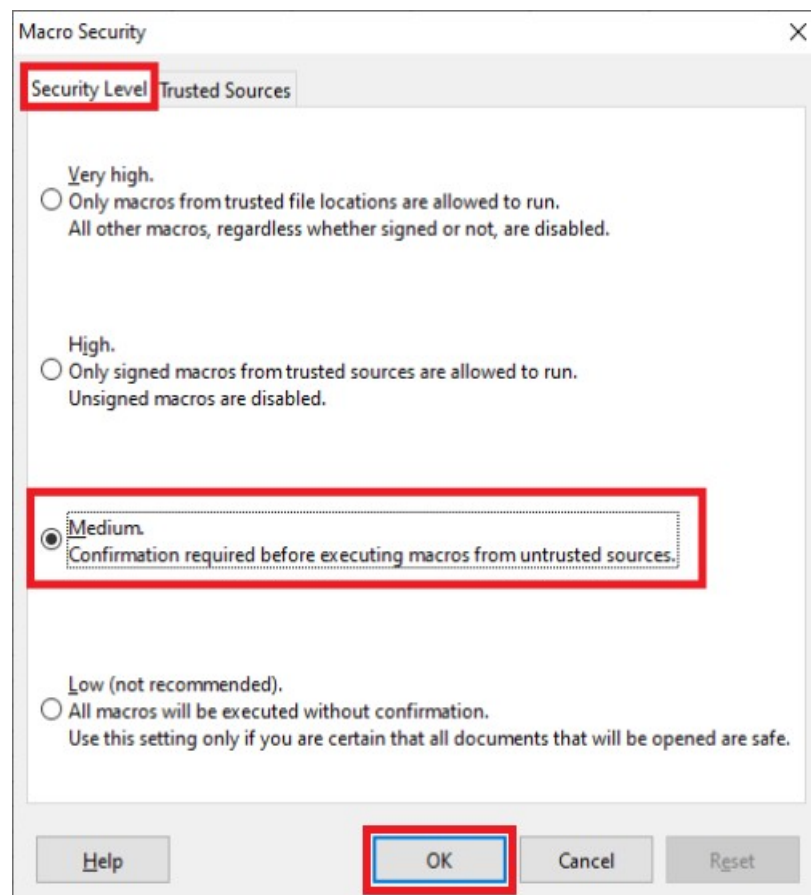 Macro Security
Security Level Trusted Sources
Very high.
Only macros from trusted file locations are allowed to run.
All other macros, regardless whether signed or not, are disabled.
High.
Only signed macros from trusted sources are allowed to run.
Unsigned macros are disabled.
Medium.
Confirmation required before executing macros from untrusted sources.
Low (not recommended).
All macros will be executed without confirmation.
Use this setting only if you are certain that all documents that will be opened are safe.
Help OK Cancel Reset